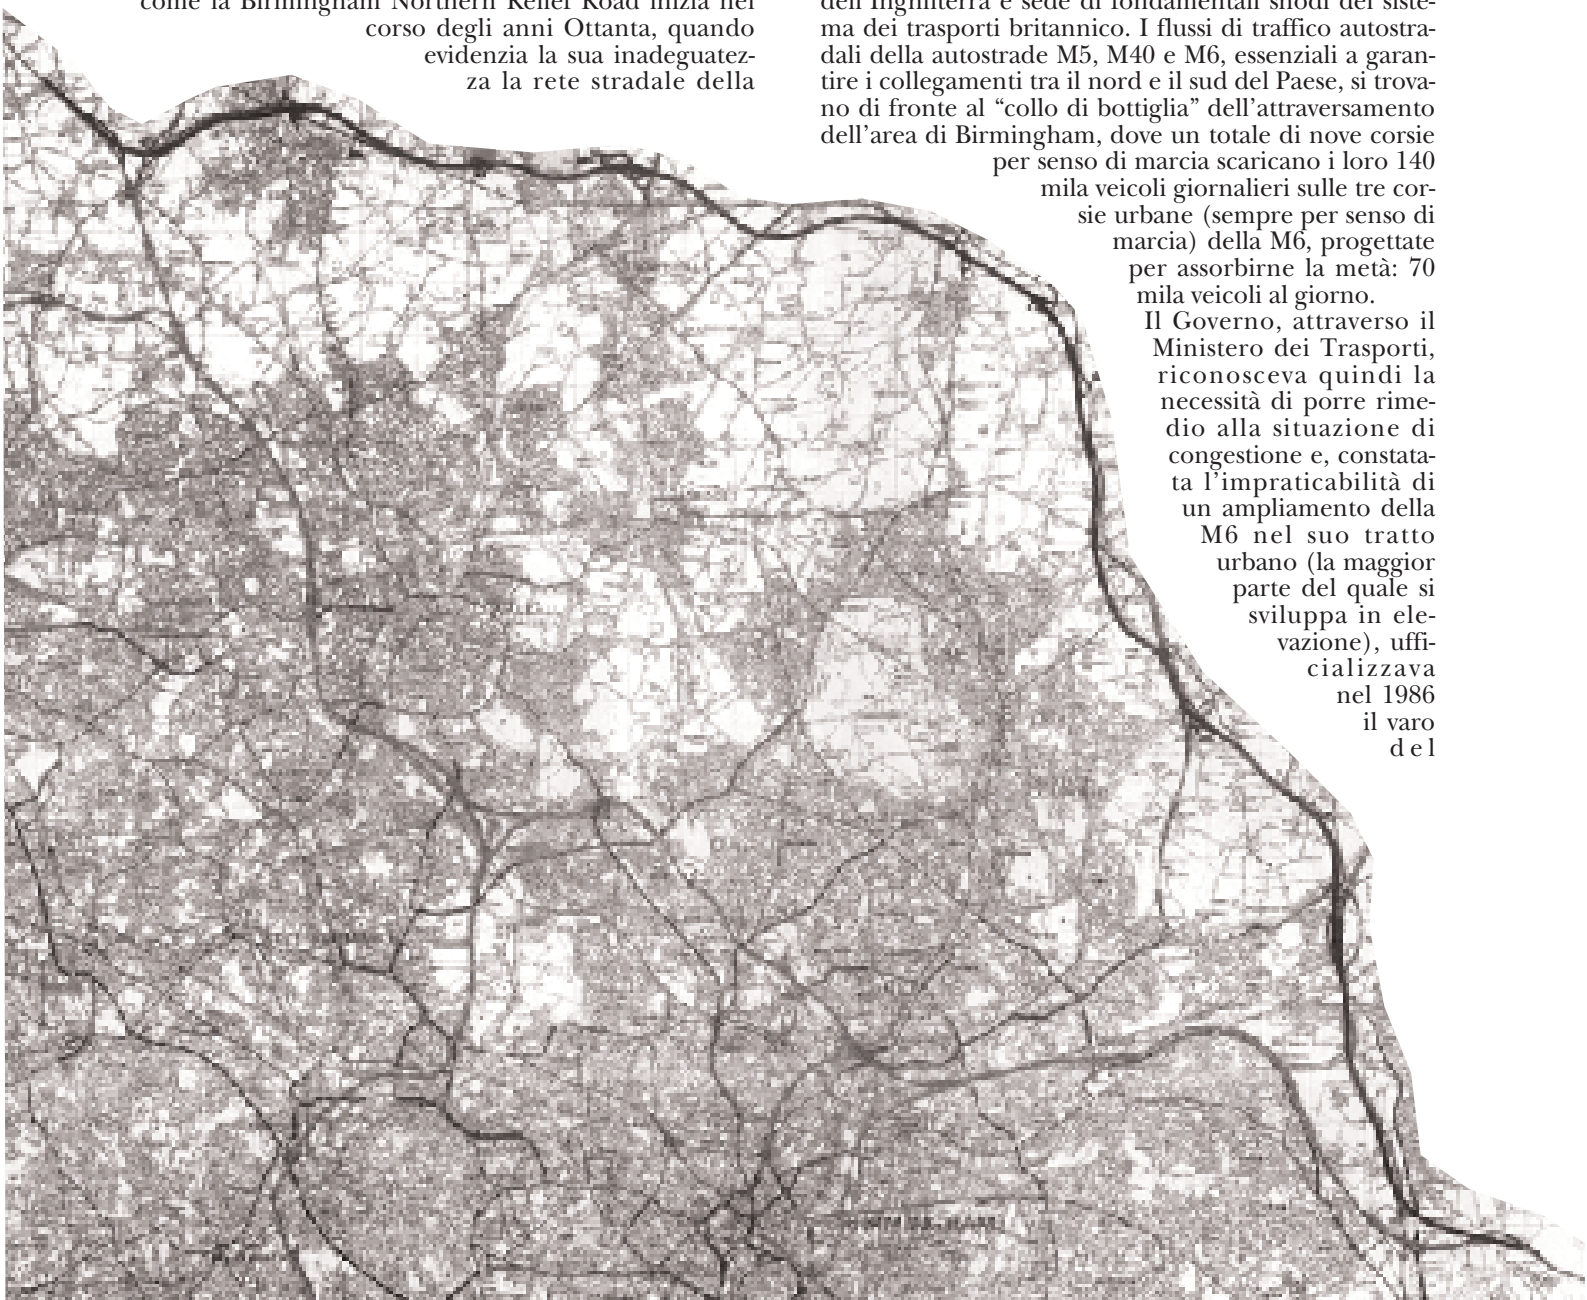 come la Birmingham Northern Relief Road inizia nel
corso degli anni Ottanta, quando
evidenzia la sua inadeguatez-
za la rete stradale della
dell'Inghilterra e sede di fondamentali snodi del siste-
ma dei trasporti britannico. I flussi di traffico autostra-
dali della autostrade M5, M40 e M6, essenziali a garan-
tire i collegamenti tra il nord e il sud del Paese, si trova-
no di fronte al “collo di bottiglia” dell'attraversamento
dell'area di Birmingham, dove un totale di nove corsie
per senso di marcia scaricano i loro 140
mila veicoli giornalieri sulle tre cor-
sie urbane (sempre per senso di
marcia) della M6, progettate
per assorbirne la metà: 70
mila veicoli al giorno.
Il Governo, attraverso il
Ministero dei Trasporti,
riconosceva quindi la
necessità di porre rime-
dio alla situazione di
congestione e, constata-
ta l'impraticabilità di
un ampliamento della
M6 nel suo tratto
urbano (la maggior
parte del quale si
sviluppa in ele-
vazione), uffi-
cializzava
nel 1986
il varo
del